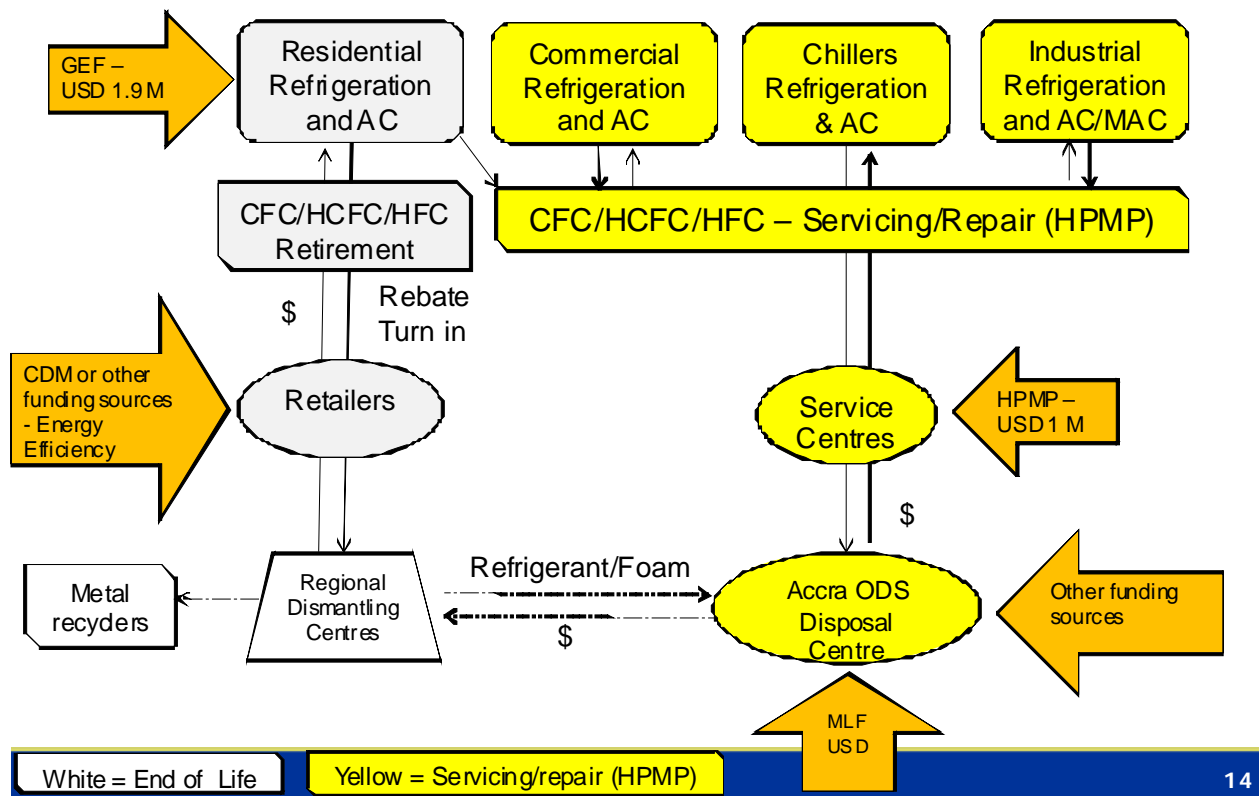 GEF –
USD 1.9 M
Residential
Refrigeration
and AC
Commercial
Refrigeration
and AC
Chillers
Refrigeration
& AC
Industrial
Refrigeration
and AC/MAC
CFC/HCFC/HFC
Retirement
CFC/HCFC/HFC – Servicing/Repair (HPMP)
$
Rebate
Turn in
CDM or other
funding sources
- Energy
Efficiency
Retailers
Service
Centres
HPMP –
USD 1 M
$
Metal
recyclers
Regional
Dismantling
Centres
Refrigerant/Foam
$
Accra ODS
Disposal
Centre
Other funding
sources
MLF
USD
White = End of Life
Yellow = Servicing/repair (HPMP)
14